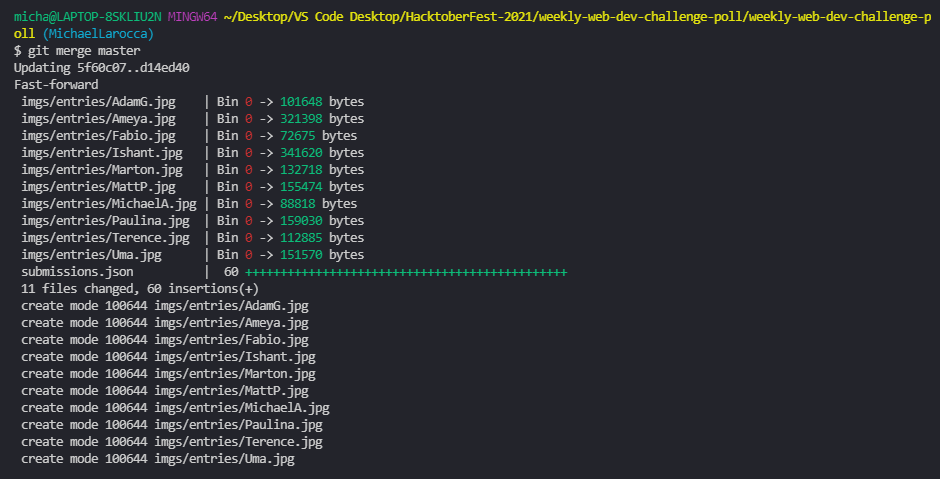 micha@LAPTOP-8SKLIU2N MINGW64 ~/Desktop/VS Code Desktop/HacktoberFest-2021/weekly-web-dev-challenge-poll/weekly-web-dev-challenge-p
oll (MichaelLarocca)
$ git merge master
Updating 5f60c07..d14ed40
Fast-forward
 imgs/entries/AdamG.jpg    | Bin 0 -> 101648 bytes
 imgs/entries/Ameya.jpg    | Bin 0 -> 321398 bytes
 imgs/entries/Fabio.jpg    | Bin 0 -> 72675 bytes
 imgs/entries/Ishant.jpg   | Bin 0 -> 341620 bytes
 imgs/entries/Marton.jpg   | Bin 0 -> 132718 bytes
 imgs/entries/MattP.jpg    | Bin 0 -> 155474 bytes
 imgs/entries/MichaelA.jpg | Bin 0 -> 88818 bytes
 imgs/entries/Paulina.jpg  | Bin 0 -> 159030 bytes
 imgs/entries/Terence.jpg  | Bin 0 -> 112885 bytes
 imgs/entries/Uma.jpg      | Bin 0 -> 151570 bytes
 submissions.json          |  60 ++++++++++++++++++++++++++++++++++++++++++++++
 11 files changed, 60 insertions(+)
 create mode 100644 imgs/entries/AdamG.jpg
 create mode 100644 imgs/entries/Ameya.jpg
 create mode 100644 imgs/entries/Fabio.jpg
 create mode 100644 imgs/entries/Ishant.jpg
 create mode 100644 imgs/entries/Marton.jpg
 create mode 100644 imgs/entries/MattP.jpg
 create mode 100644 imgs/entries/MichaelA.jpg
 create mode 100644 imgs/entries/Paulina.jpg
 create mode 100644 imgs/entries/Terence.jpg
 create mode 100644 imgs/entries/Uma.jpg